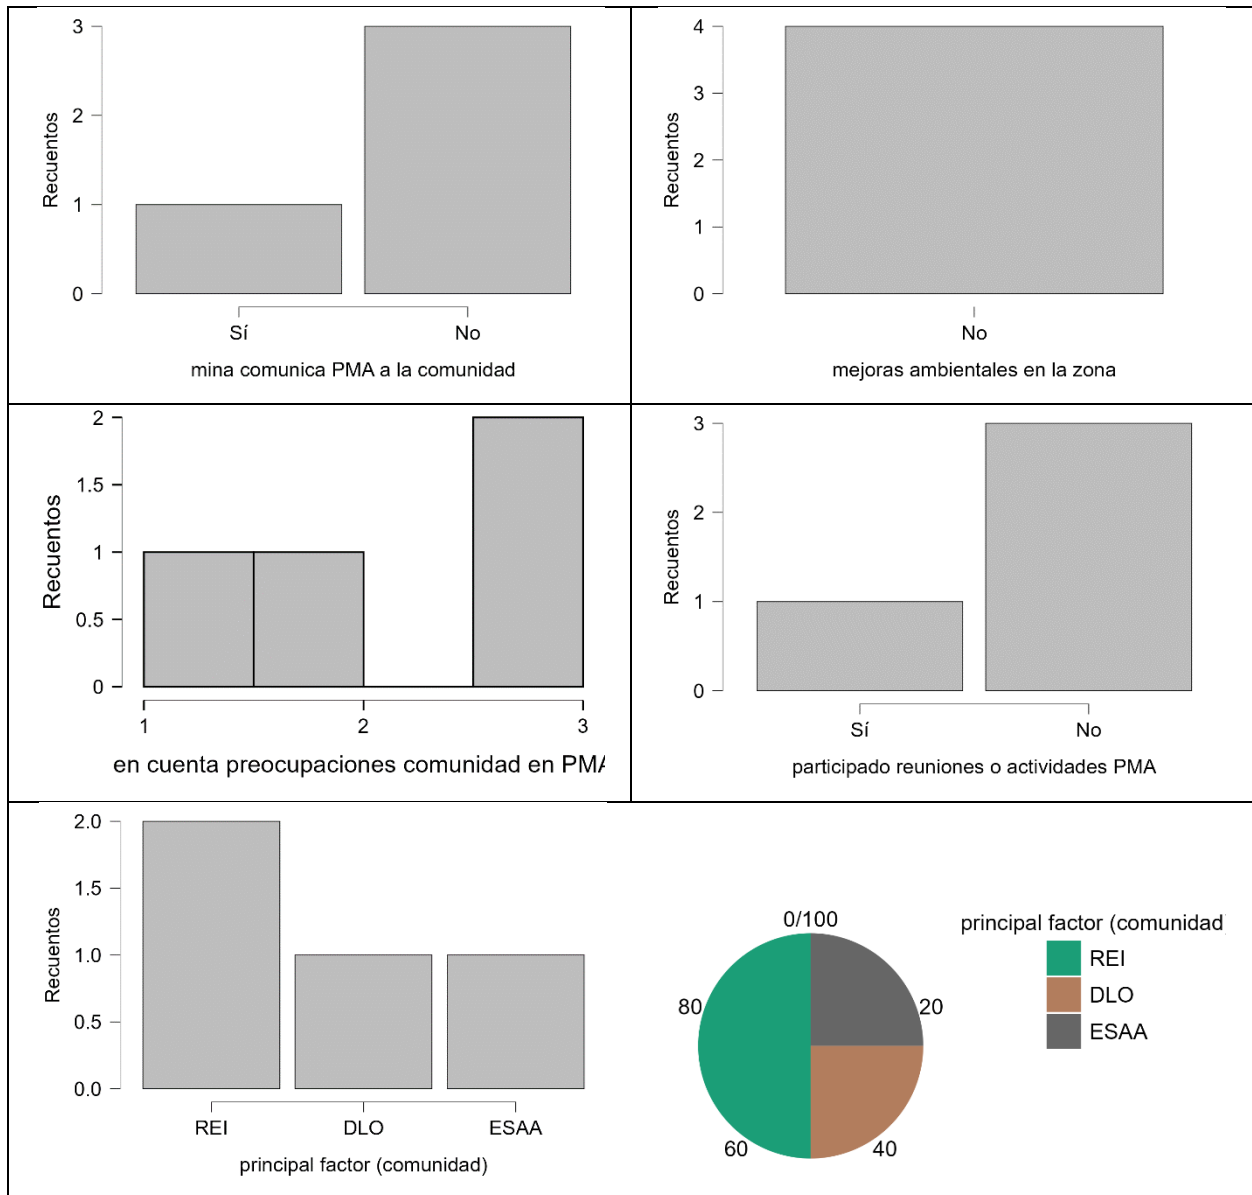 3
2
1
0
Recuentos
Sí
No
mina comunica PMA a la comunidad
4
3
2
1
0
Recuentos
No
mejoras ambientales en la zona
2
1.5
1
0.5
0
Recuentos
1
2
3
en cuenta preocupaciones comunidad en PMA
3
2
1
0
Recuentos
Sí
No
participado reuniones o actividades PMA
2.0
1.5
1.0
0.5
0.0
Recuentos
REI
DLO
ESAA
principal factor (comunidad)
0/100
20
40
60
80
principal factor (comunidad
REI
DLO
ESAA